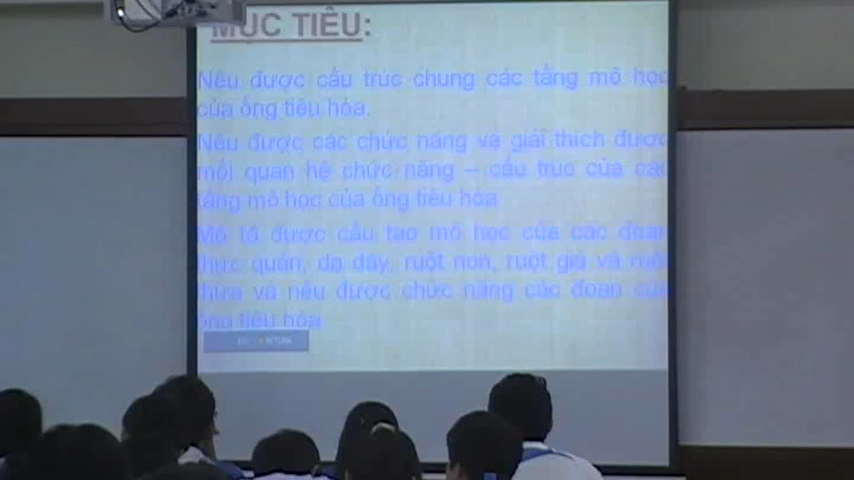 MỤC TIÊU:
Nêu được cấu trúc chung các tầng mô học
của ống tiêu hóa.
Nêu được các chức năng và giải thích được
mối quan hệ chức năng – cấu trúc của các
tầng mô học của ống tiêu hóa
Mô tả được cấu tạo mô học của các đoạn
thực quản, dạ dày, ruột non, ruột già và ruột
thừa và nêu được chức năng các đoạn của
ống tiêu hóa